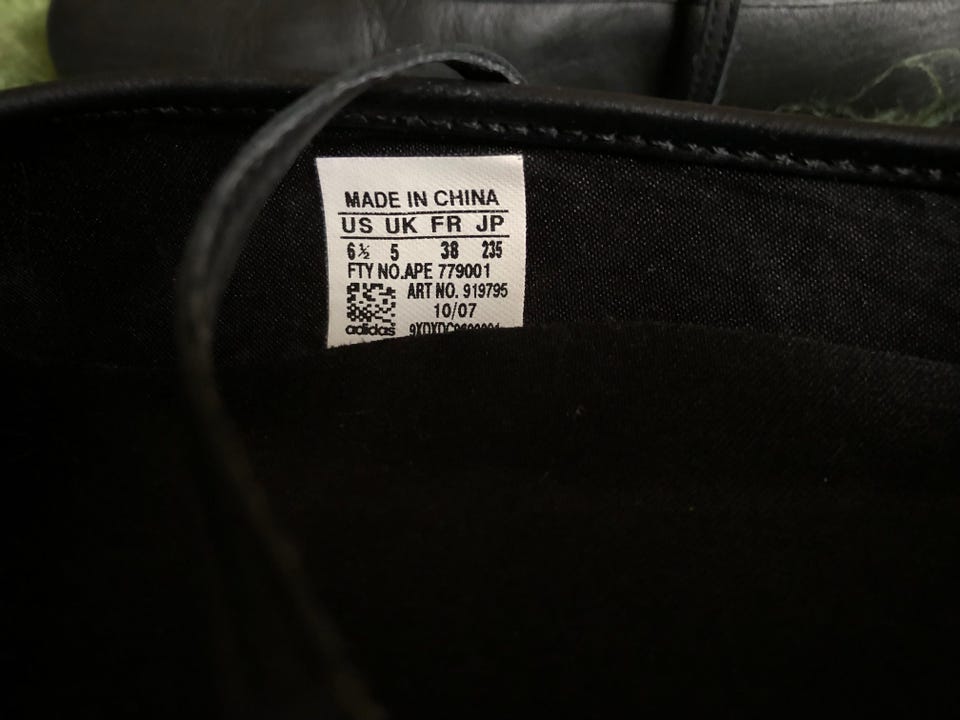 MADE IN CHINA
US UK FR JP
6½ 5 38 235
FTY NO.APE 779001
ART NO. 919795
10/07
adidas